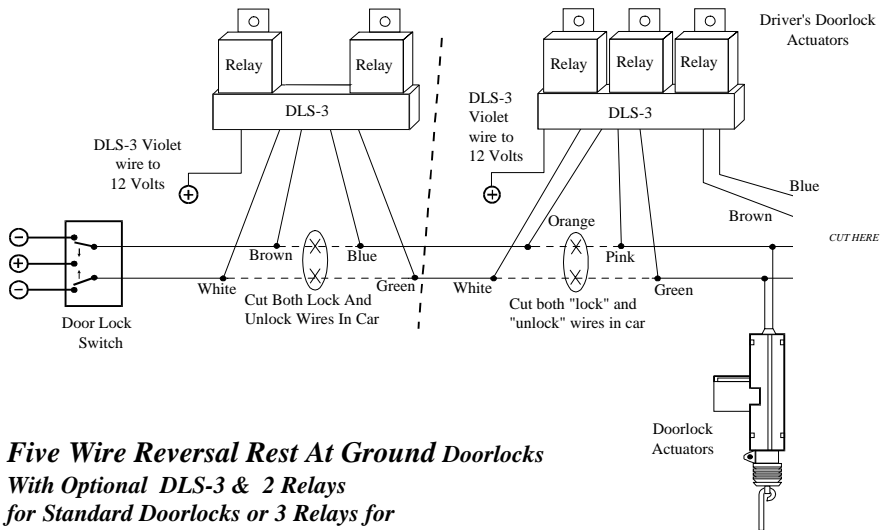 Driver's Doorlock
Actuators
Relay
Relay
Relay
Relay
Relay
DLS-3
DLS-3
DLS-3 Violet
wire to
12 Volts
DLS-3
Violet
wire to
12 Volts
Blue
Brown
Orange
CUT HERE
Brown
Blue
Pink
White
Green
White
Green
Cut Both Lock And
Unlock Wires In Car
Cut both "lock" and
"unlock" wires in car
Door Lock
Switch
Doorlock
Actuators
Five Wire Reversal Rest At Ground Doorlocks
With Optional DLS-3 & 2 Relays
for Standard Doorlocks or 3 Relays for